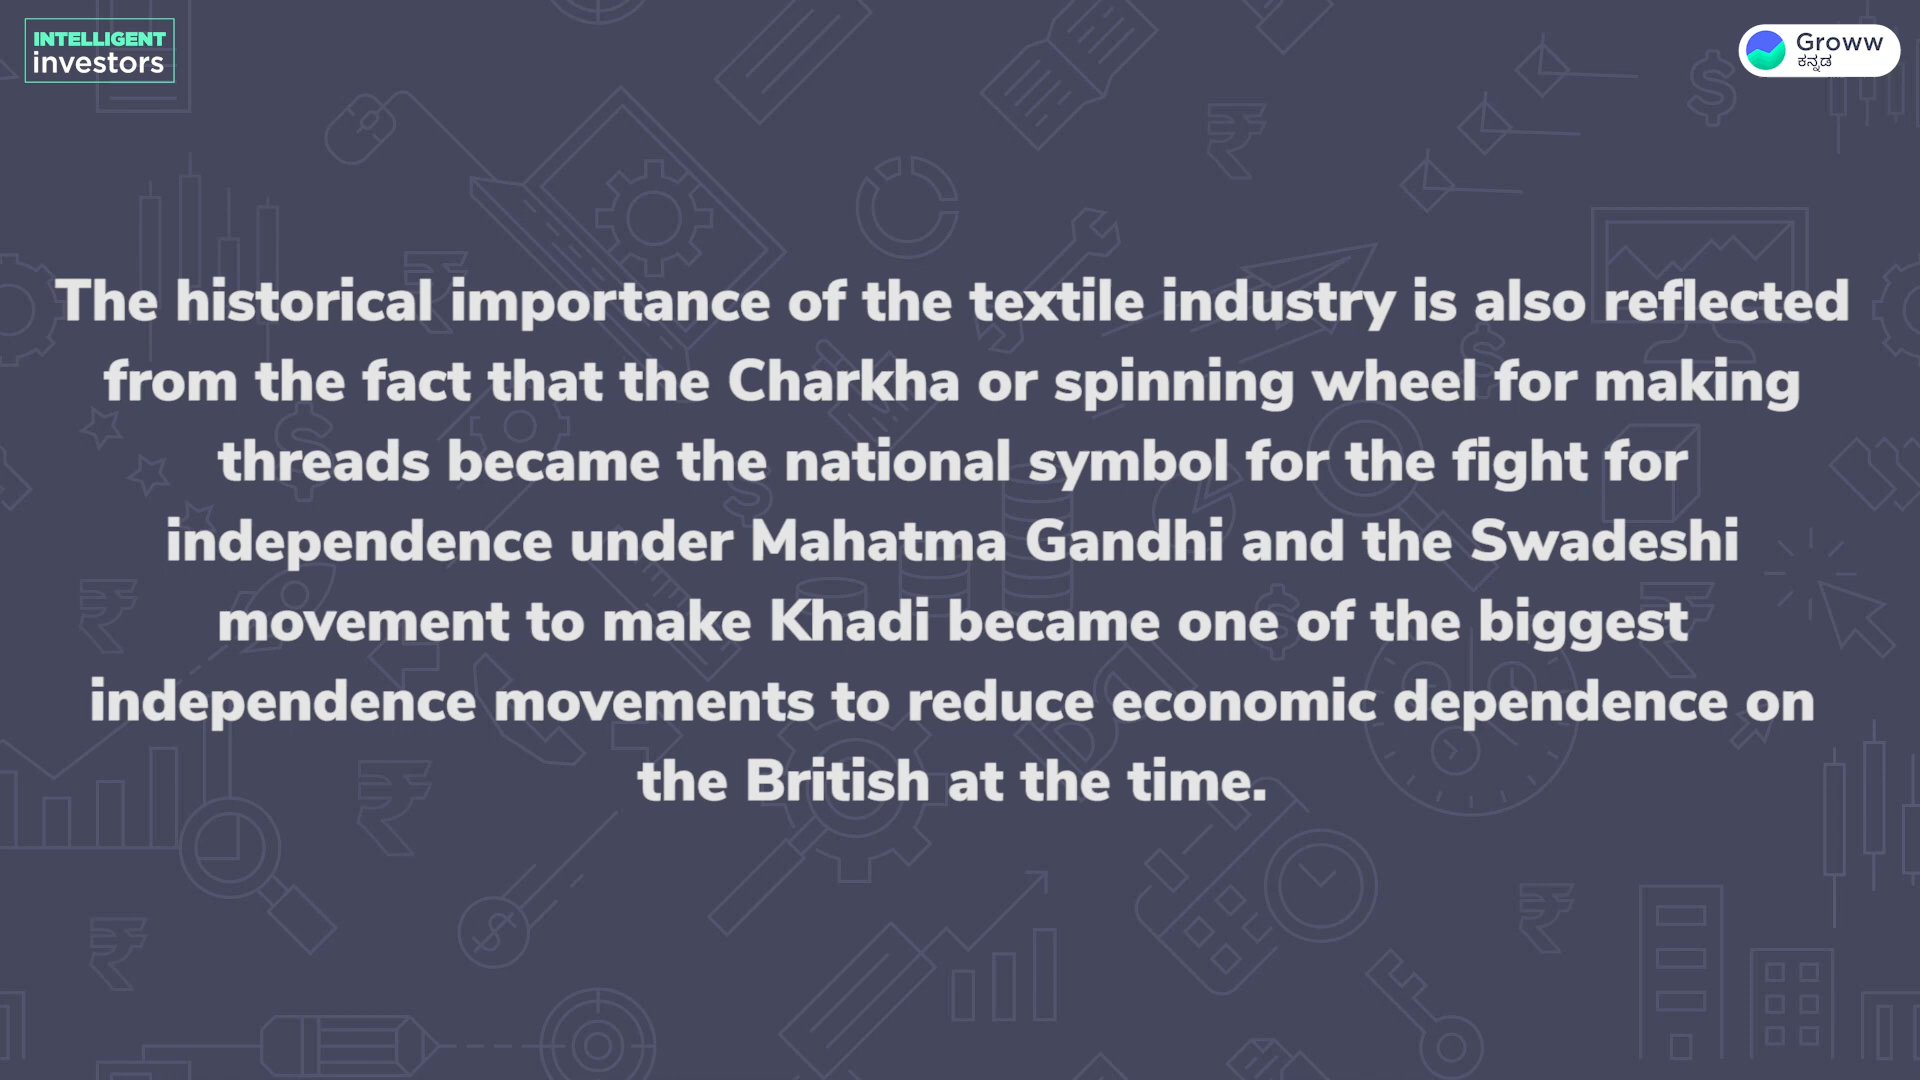 INTELLIGENT
investors
Groww
ಕನ್ನಡ
The historical importance of the textile industry is also reflected
from the fact that the Charkha or spinning wheel for making
threads became the national symbol for the fight for
independence under Mahatma Gandhi and the Swadeshi
movement to make Khadi became one of the biggest
independence movements to reduce economic dependence on
the British at the time.